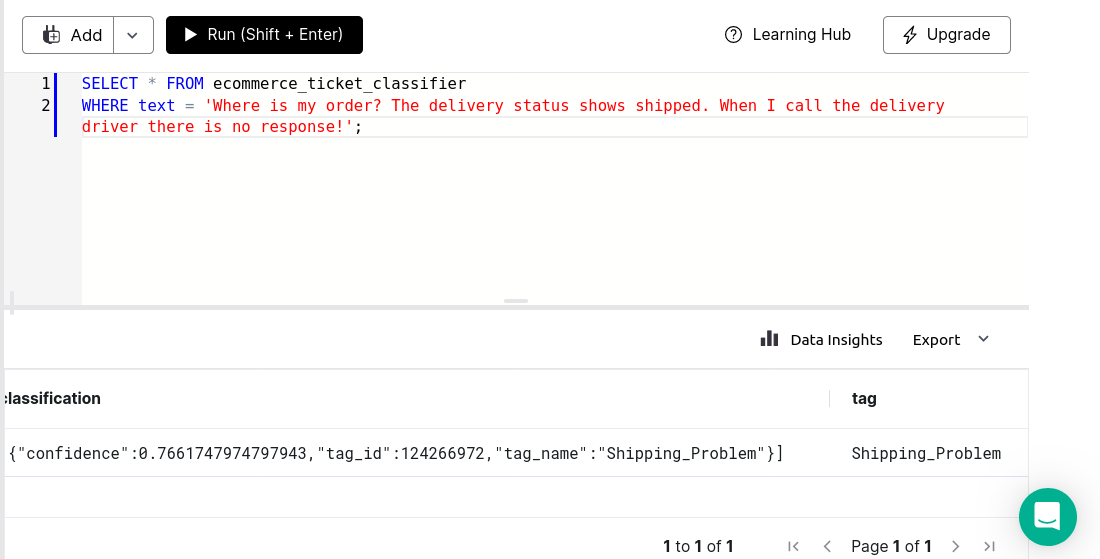 Add
Run (Shift + Enter)
Learning Hub
Upgrade
1 SELECT * FROM ecommerce_ticket_classifier
2 WHERE text = 'Where is my order? The delivery status shows shipped. When I call the delivery
driver there is no response!';
Data Insights
Export
classification tag
{"confidence":0.7661747974797943,"tag_id":124266972,"tag_name":"Shipping_Problem"}] Shipping_Problem
1 to 1 of 1
Page 1 of 1